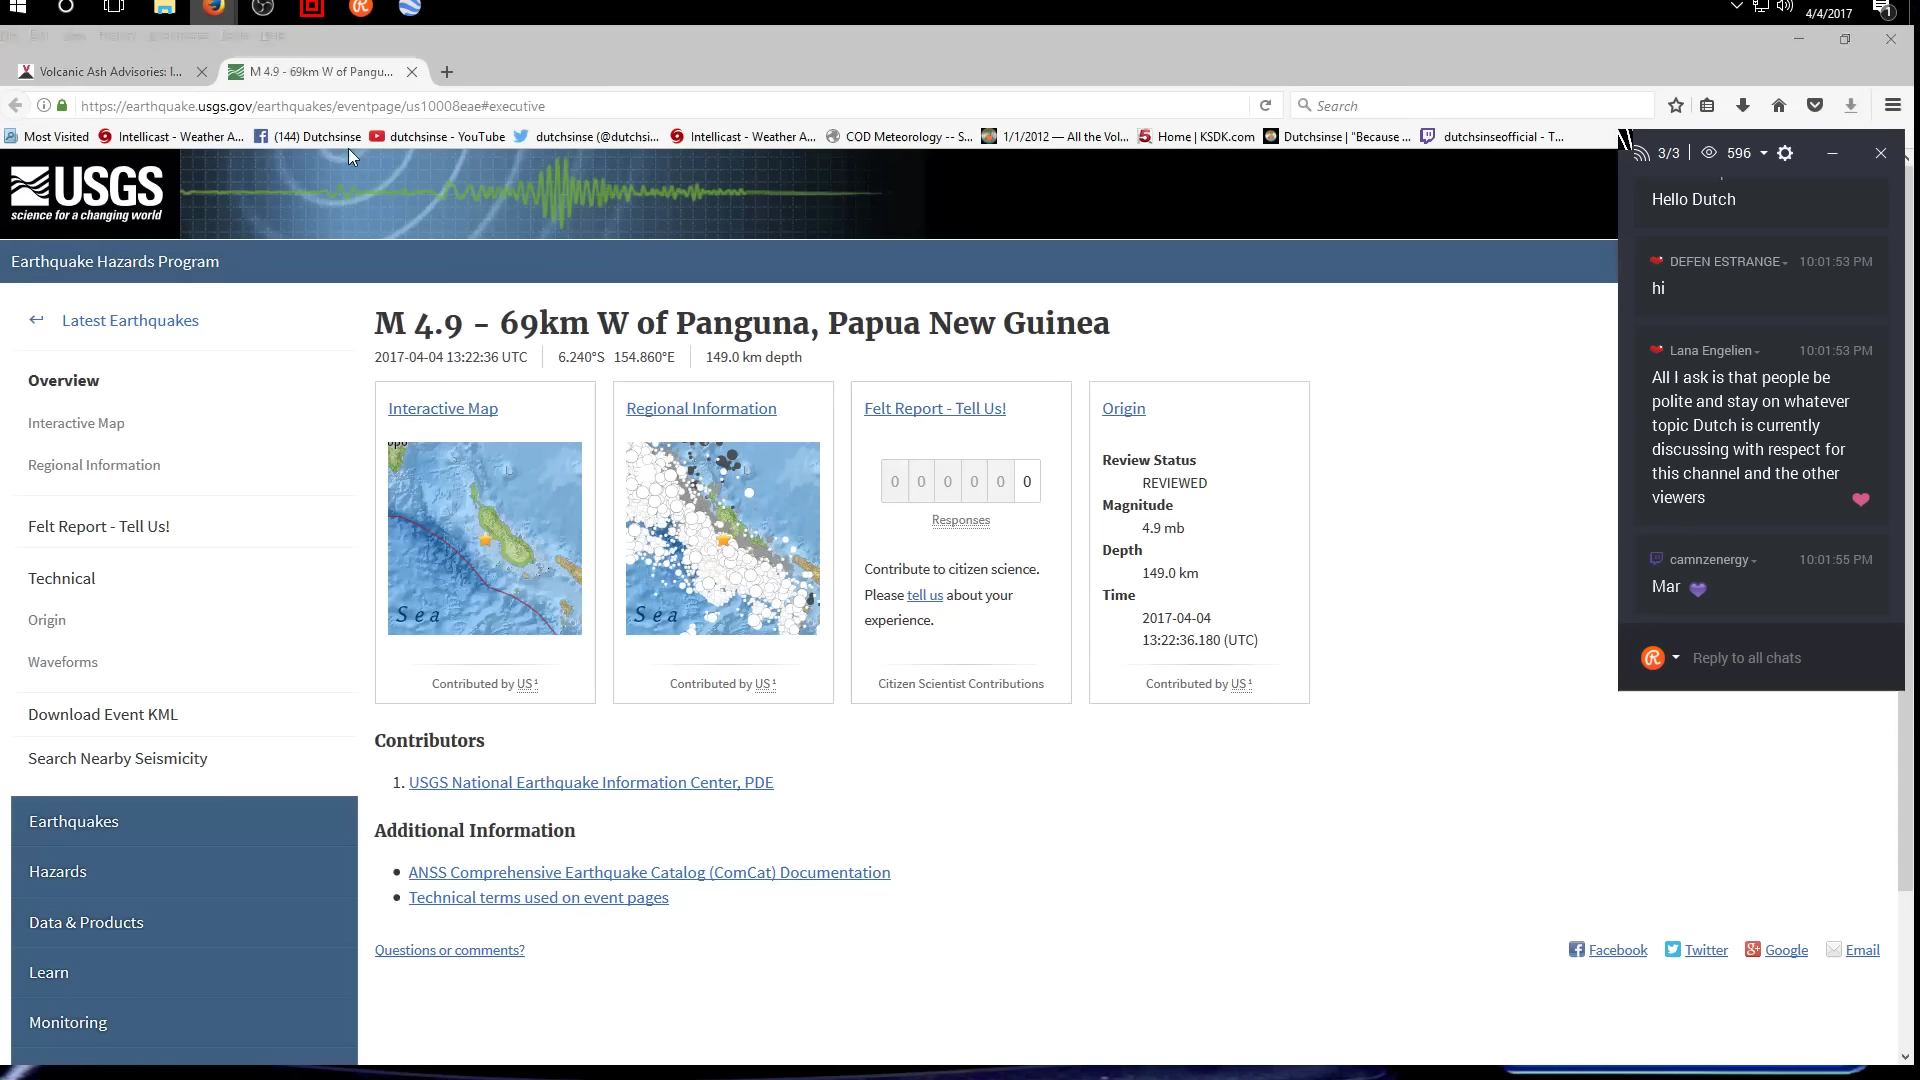 4/4/2017
1
Volcanic Ash Advisories: I...
M 4.9 - 69km W of Pangu...
https://earthquake.usgs.gov/earthquakes/eventpage/us10008eae#executive
Search
Most Visited
Intellicast - Weather A...
(144) Dutchsinse
dutchsinse - YouTube
dutchsinse (@dutchsi...
Intellicast - Weather A...
COD Meteorology -- S...
1/1/2012 — All the Vol...
Home | KSDK.com
Dutchsinse | "Because ...
dutchsinseofficial - T...
USGS
science for a changing world
Earthquake Hazards Program
Latest Earthquakes
Overview
Interactive Map
Regional Information
Felt Report - Tell Us!
Technical
Origin
Waveforms
Download Event KML
Search Nearby Seismicity
Earthquakes
Hazards
Data & Products
Learn
Monitoring
M 4.9 - 69km W of Panguna, Papua New Guinea
2017-04-04 13:22:36 UTC
6.240°S 154.860°E
149.0 km depth
Interactive Map
Sea
Contributed by US 1
Regional Information
Sea
Contributed by US 1
Felt Report - Tell Us!
0 0 0 0 0 0
Responses
Contribute to citizen science.
Please tell us about your
experience.
Citizen Scientist Contributions
Origin
Review Status
REVIEWED
Magnitude
4.9 mb
Depth
149.0 km
Time
2017-04-04
13:22:36.180 (UTC)
Contributed by US 1
Contributors
1. USGS National Earthquake Information Center, PDE
Additional Information
ANSS Comprehensive Earthquake Catalog (ComCat) Documentation
Technical terms used on event pages
Questions or comments?
Facebook
Twitter
Google
Email
3/3
596
Hello Dutch
DEFEN ESTRANGE
10:01:53 PM
hi
Lana Engelien
10:01:53 PM
All I ask is that people be
polite and stay on whatever
topic Dutch is currently
discussing with respect for
this channel and the other
viewers
camnzenergy
10:01:55 PM
Mar
Reply to all chats